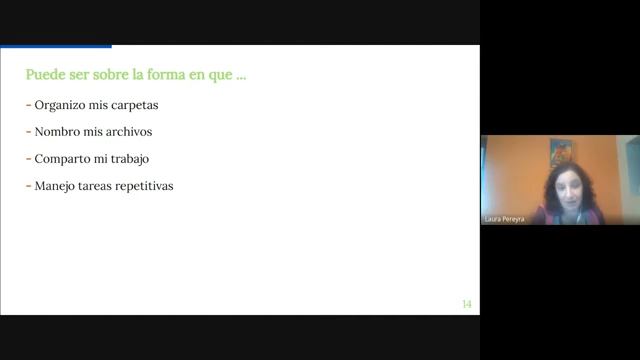 Puede ser sobre la forma en que ...
- Organizo mis carpetas
- Nombro mis archivos
- Comparto mi trabajo
- Manejo tareas repetitivas
14
Laura Pereyra